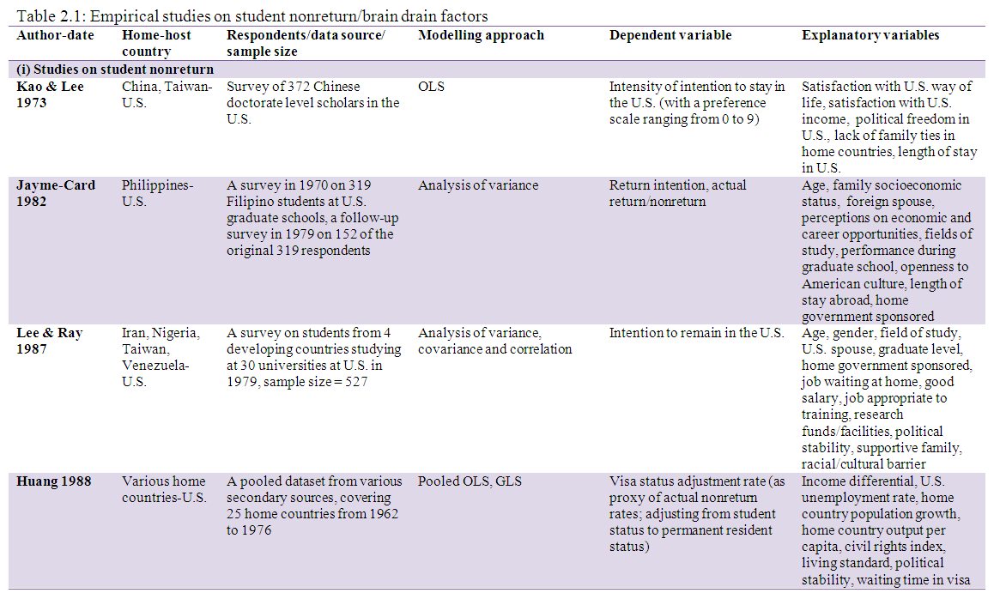 Table 2.1: Empirical studies on student nonreturn/brain drain factors
Author-date Home-host country Respondents/data source/ sample size Modelling approach Dependent variable Explanatory variables
(i) Studies on student nonreturn
Kao & Lee 1973
China, Taiwan-
U.S.
Survey of 372 Chinese
doctorate level scholars in the
U.S.
OLS
Intensity of intention to stay in
the U.S. (with a preference
scale ranging from 0 to 9)
Satisfaction with U.S. way of
life, satisfaction with U.S.
income, political freedom in
U.S., lack of family ties in
home countries, length of stay
in U.S.
Jayme-Card
1982
Philippines-
U.S.
A survey in 1970 on 319
Filipino students at U.S.
graduate schools, a follow-up
survey in 1979 on 152 of the
original 319 respondents
Analysis of variance
Return intention, actual
return/nonreturn
Age, family socioeconomic
status, foreign spouse,
perceptions on economic and
career opportunities, fields of
study, performance during
graduate school, openness to
American culture, length of
stay abroad, home
government sponsored
Lee & Ray
1987
Iran, Nigeria,
Taiwan,
Venezuela-
U.S.
A survey on students from 4
developing countries studying
at 30 universities at U.S. in
1979, sample size = 527
Analysis of variance,
covariance and correlation
Intention to remain in the U.S.
Age, gender, field of study,
U.S. spouse, graduate level,
home government sponsored,
job waiting at home, good
salary, job appropriate to
training, research
funds/facilities, political
stability, supportive family,
racial/cultural barrier
Huang 1988
Various home
countries-U.S.
A pooled dataset from various
secondary sources, covering
25 home countries from 1962
to 1976
Pooled OLS, GLS
Visa status adjustment rate (as
proxy of actual nonreturn
rates; adjusting from student
status to permanent resident
status)
Income differential, U.S.
unemployment rate, home
country population growth,
home country output per
capita, civil rights index,
living standard, political
stability, waiting time in visa